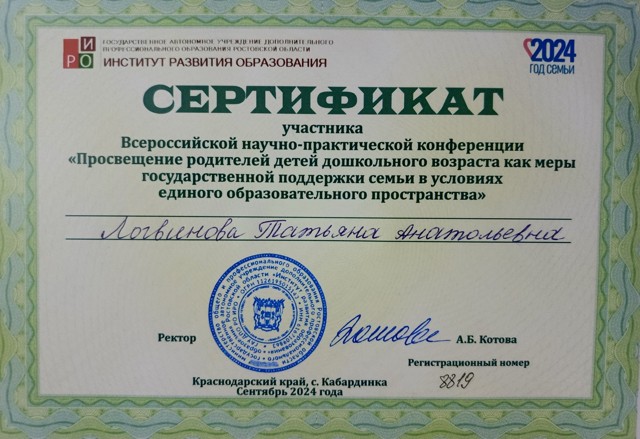 ГОСУДАРСТВЕННОЕ АВТОНОМНОЕ УЧРЕЖДЕНИЕ ДОПОЛНИТЕЛЬНОГО
ПРОФЕССИОНАЛЬНОГО ОБРАЗОВАНИЯ РОСТОВСКОЙ ОБЛАСТИ
ИРО
ИНСТИТУТ РАЗВИТИЯ ОБРАЗОВАНИЯ
2024
ГОД СЕМЬИ
СЕРТИФИКАТ
участника
Всероссийской научно-практической конференции
«Просвещение родителей детей дошкольного возраста как меры
государственной поддержки семьи в условиях
единого образовательного пространства»
Логвинова Татьяна Анатольевна
Ректор
А.Б. Котова
Регистрационный номер
8819
Краснодарский край, с. Кабардинка
Сентябрь 2024 года